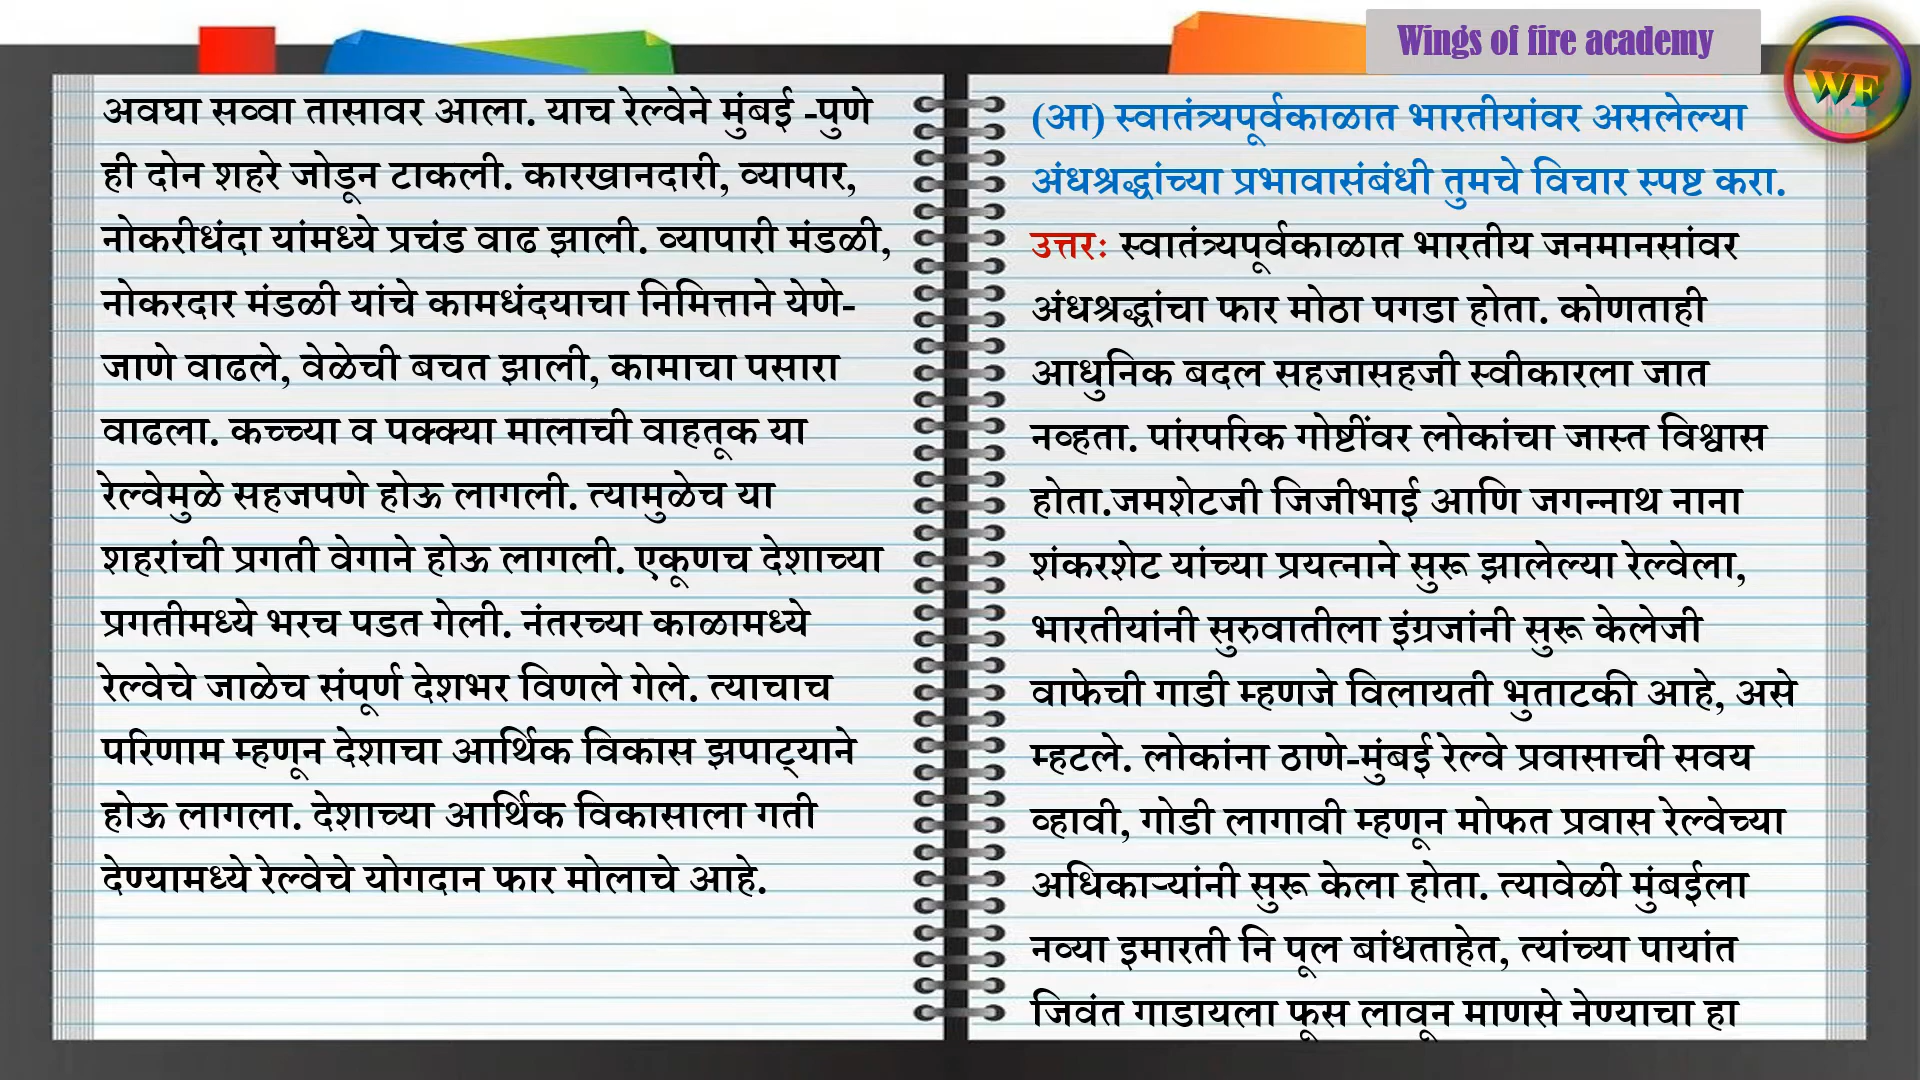 Wings of fire academy
WF
अवघा सव्वा तासावर आला. याच रेल्वेने मुंबई -पुणे
ही दोन शहरे जोडून टाकली. कारखानदारी, व्यापार,
नोकरीधंदा यांमध्ये प्रचंड वाढ झाली. व्यापारी मंडळी,
नोकरदार मंडळी यांचे कामधंदयाचा निमित्ताने येणे-
जाणे वाढले, वेळेची बचत झाली, कामाचा पसारा
वाढला. कच्च्या व पक्क्या मालाची वाहतूक या
रेल्वेमुळे सहजपणे होऊ लागली. त्यामुळेच या
शहरांची प्रगती वेगाने होऊ लागली. एकूणच देशाच्या
प्रगतीमध्ये भरच पडत गेली. नंतरच्या काळामध्ये
रेल्वेचे जाळेच संपूर्ण देशभर विणले गेले. त्याचाच
परिणाम म्हणून देशाचा आर्थिक विकास झपाट्याने
होऊ लागला. देशाच्या आर्थिक विकासाला गती
देण्यामध्ये रेल्वेचे योगदान फार मोलाचे आहे.
(आ) स्वातंत्र्यपूर्वकाळात भारतीयांवर असलेल्या
अंधश्रद्धांच्या प्रभावासंबंधी तुमचे विचार स्पष्ट करा.
उत्तरः स्वातंत्र्यपूर्वकाळात भारतीय जनमानसांवर
अंधश्रद्धांचा फार मोठा पगडा होता. कोणताही
आधुनिक बदल सहजासहजी स्वीकारला जात
नव्हता. पांरपरिक गोष्टींवर लोकांचा जास्त विश्वास
होता.जमशेटजी जिजीभाई आणि जगन्नाथ नाना
शंकरशेट यांच्या प्रयत्नाने सुरू झालेल्या रेल्वेला,
भारतीयांनी सुरुवातीला इंग्रजांनी सुरू केलेजी
वाफेची गाडी म्हणजे विलायती भुताटकी आहे, असे
म्हटले. लोकांना ठाणे-मुंबई रेल्वे प्रवासाची सवय
व्हावी, गोडी लागावी म्हणून मोफत प्रवास रेल्वेच्या
अधिकाऱ्यांनी सुरू केला होता. त्यावेळी मुंबईला
नव्या इमारती नि पूल बांधताहेत, त्यांच्या पायांत
जिवंत गाडायला फूस लावून माणसे नेण्याचा हा